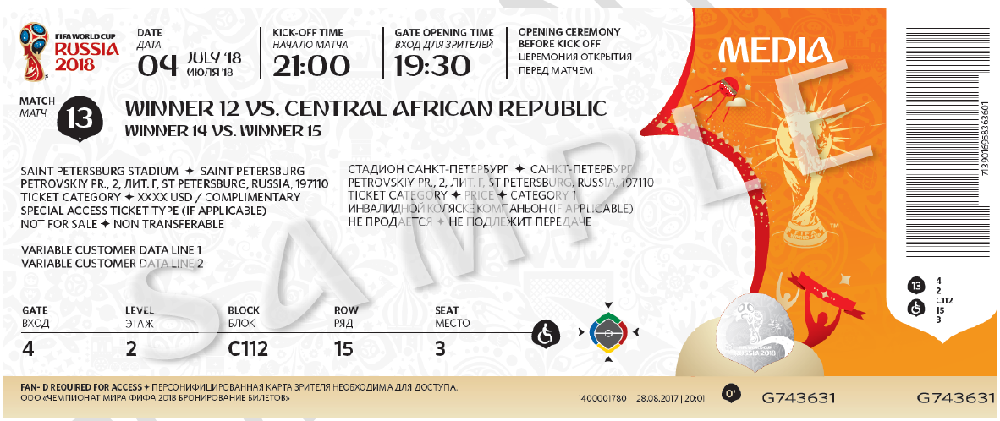 FIFA WORLD CUP
RUSSIA
2018
DATE
ДАТА
04 JULY '18
ИЮЛЯ '18
KICK-OFF TIME
НАЧАЛО МАТЧА
21:00
GATE OPENING TIME
ВХОД ДЛЯ ЗРИТЕЛЕЙ
19:30
OPENING CEREMONY
BEFORE KICK OFF
ЦЕРЕМОНИЯ ОТКРЫТИЯ
ПЕРЕД МАТЧЕМ
MEDIA
MATCH
МАТЧ
13
WINNER 12 VS. CENTRAL AFRICAN REPUBLIC
WINNER 14 VS. WINNER 15
SAINT PETERSBURG STADIUM ✦ SAINT PETERSBURG
PETROVSKIY PR., 2, ЛИТ. Г, ST PETERSBURG, RUSSIA, 197110
TICKET CATEGORY ✦ XXXX USD / COMPLIMENTARY
SPECIAL ACCESS TICKET TYPE (IF APPLICABLE)
NOT FOR SALE ✦ NON TRANSFERABLE
СТАДИОН САНКТ-ПЕТЕРБУРГ ✦ САНКТ-ПЕТЕРБУРГ
PETROVSKIY PR., 2, ЛИТ. Г, ST PETERSBURG, RUSSIA, 197110
TICKET CATEGORY ✦ PRICE ✦ CATEGORY 1
ИНВАЛИДНОЙ КОЛЯСКЕ КОМПАНЬОН (IF APPLICABLE)
НЕ ПРОДАЕТСЯ ✦ НЕ ПОДЛЕЖИТ ПЕРЕДАЧЕ
VARIABLE CUSTOMER DATA LINE 1
VARIABLE CUSTOMER DATA LINE 2
SAMPLE
GATE
ВХОД
4
LEVEL
ЭТАЖ
2
BLOCK
БЛОК
C112
ROW
РЯД
15
SEAT
МЕСТО
3
TM
FIFA WORLD CUP
RUSSIA 2018
7139016958363601
13
4
2
C112
15
3
FAN-ID REQUIRED FOR ACCESS ✦ ПЕРСОНИФИЦИРОВАННАЯ КАРТА ЗРИТЕЛЯ НЕОБХОДИМА ДЛЯ ДОСТУПА.
ООО «ЧЕМПИОНАТ МИРА ФИФА 2018 БРОНИРОВАНИЕ БИЛЕТОВ»
1400001780 28.08.2017 | 20:01
G743631
G743631